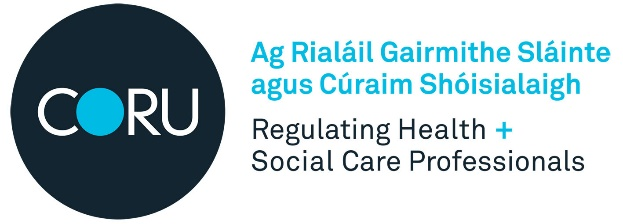 CORU
Ag Rialáil Gairmithe Sláinte
agus Cúraim Shóisialaigh
Regulating Health +
Social Care Professionals